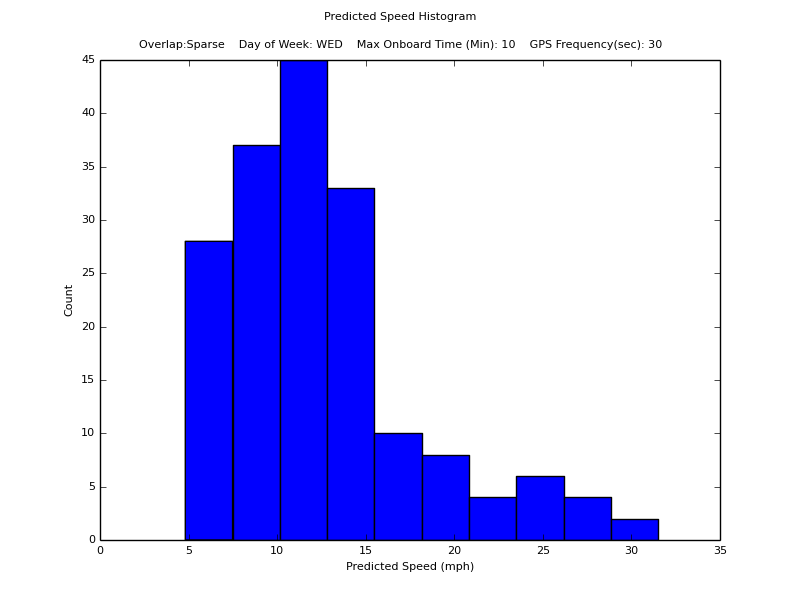 Predicted Speed Histogram
Overlap:Sparse    Day of Week: WED    Max Onboard Time (Min): 10    GPS Frequency(sec): 30
45
40
35
30
25
20
15
10
5
0
Count
0 5 10 15 20 25 30 35
Predicted Speed (mph)